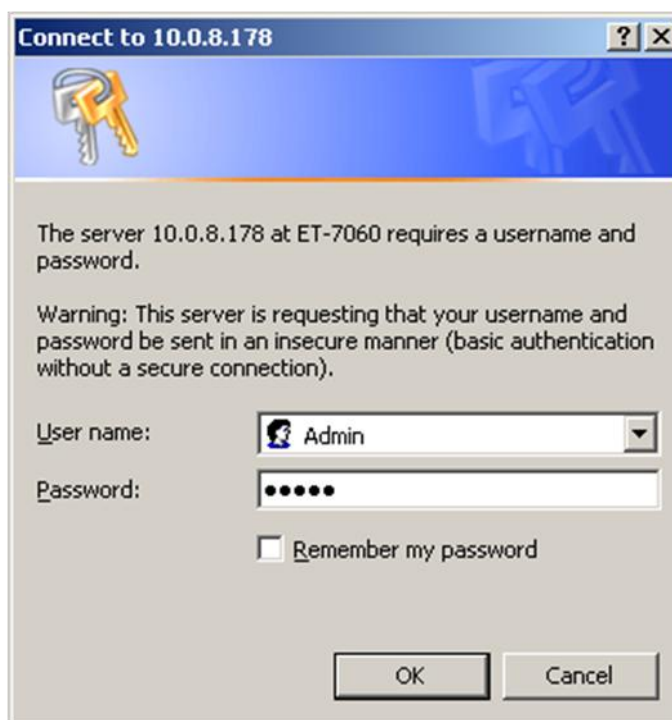 Connect to 10.0.8.178
The server 10.0.8.178 at ET-7060 requires a username and
password.
Warning: This server is requesting that your username and
password be sent in an insecure manner (basic authentication
without a secure connection).
User name:
Admin
Password:
•••••
Remember my password
OK
Cancel